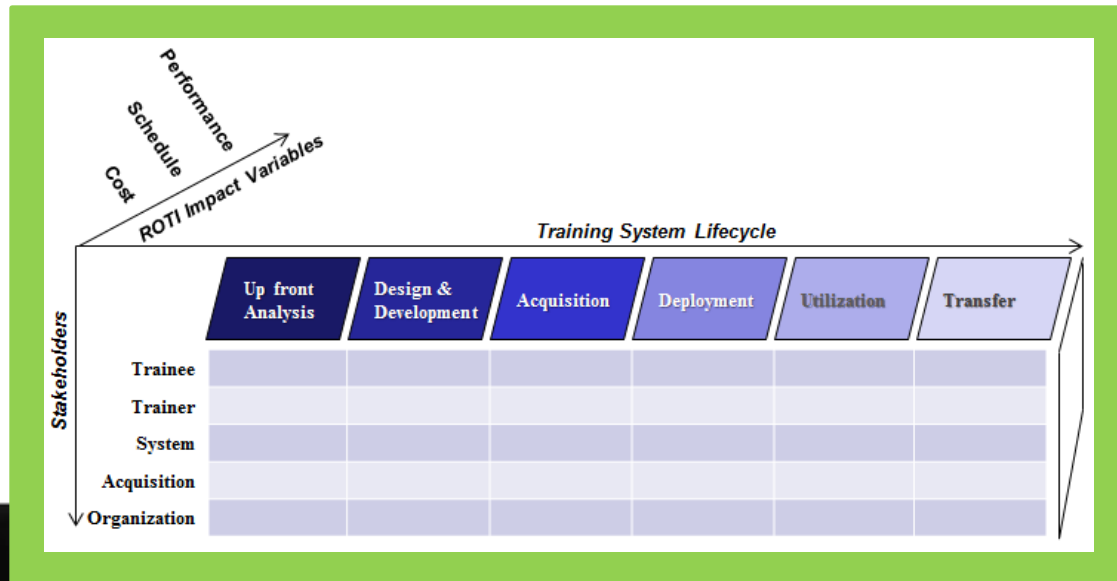 Performance
Schedule
Cost
ROTI Impact Variables
Training System Lifecycle
Stakeholders
Up front
Analysis
Design &
Development
Acquisition
Deployment
Utilization
Transfer
Trainee
Trainer
System
Acquisition
Organization